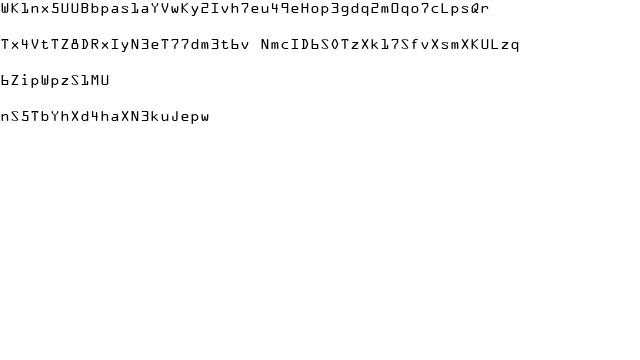 WK1nx5UUBbpas1aYVwKy2Ivh7eu49eHop3gdq2mOqo7cLpsQr
Tx4VtTZ8DRxIyN3eT77dm3t6v NmcID6S0TzXk17SfvXsmXKULzq
6ZipWpzS1MU
nS5TbYhXd4haXN3kuJepw